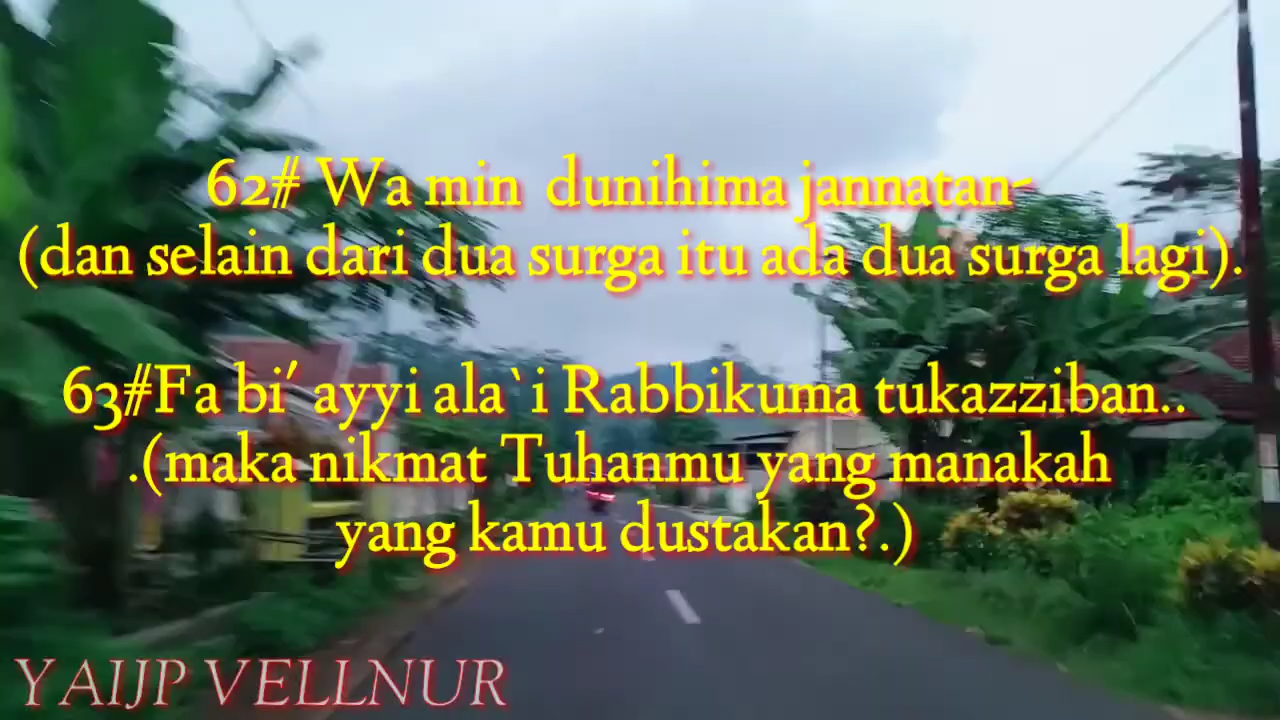 62# Wa min dunihima jannatan-
(dan selain dari dua surga itu ada dua surga lagi).
63#Fa bi' ayyi ala`i Rabbikuma tukazziban..
.(maka nikmat Tuhanmu yang manakah
yang kamu dustakan?.)
YAIJP VELLNUR